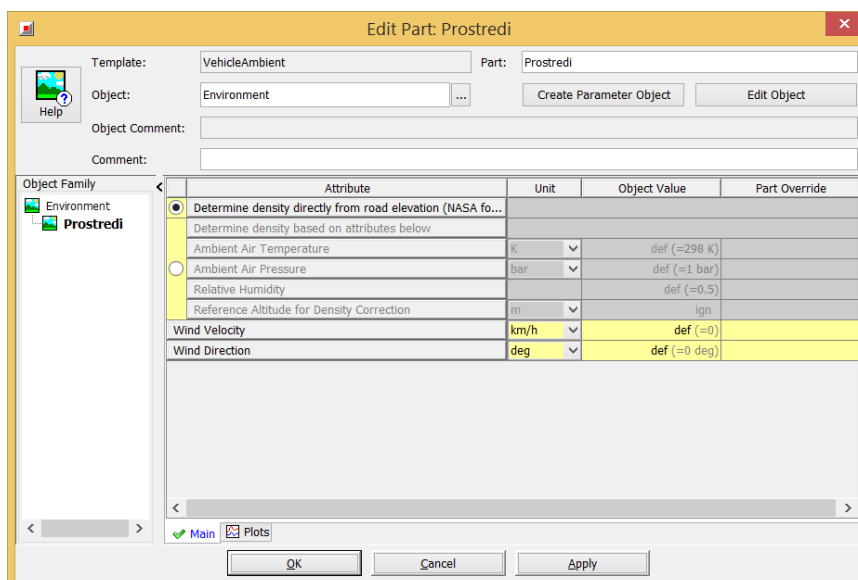 Edit Part: Prostredi
Template: VehicleAmbient Part: Prostredi
Help
Object: Environment ... Create Parameter Object Edit Object
Object Comment:
Comment:
Object Family
Environment
Prostredi
Attribute Unit Object Value Part Override
Determine density directly from road elevation (NASA fo...
Determine density based on attributes below
Ambient Air Temperature K def (=298 K)
Ambient Air Pressure bar def (=1 bar)
Relative Humidity def (=0.5)
Reference Altitude for Density Correction m ign
Wind Velocity km/h def (=0)
Wind Direction deg def (=0 deg)
Main Plots
OK Cancel Apply